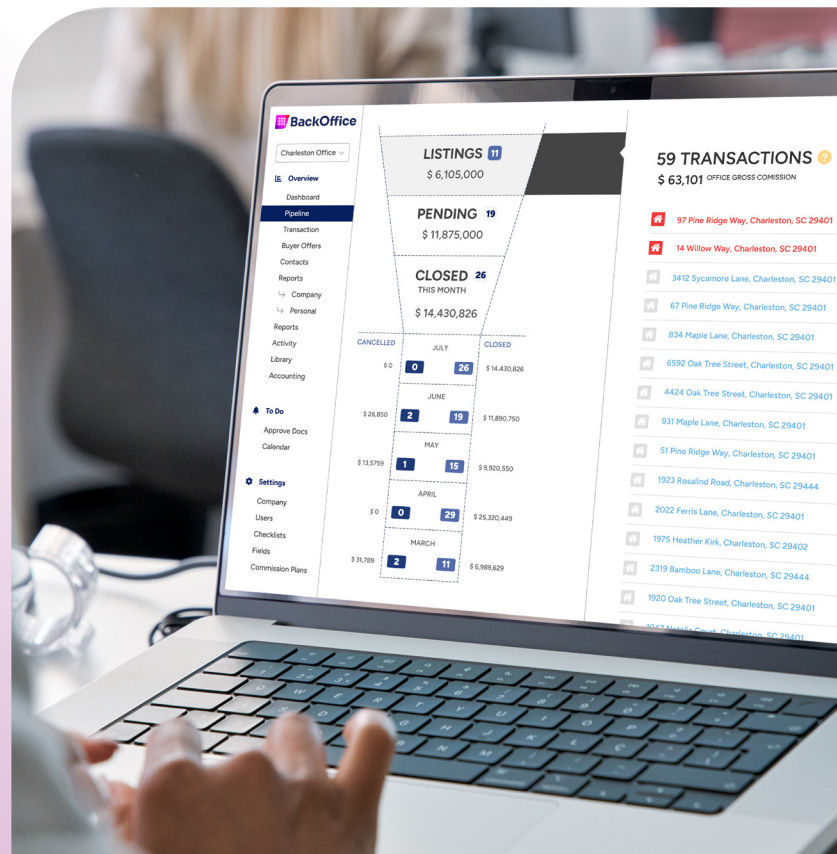 BackOffice
Charleston Office
Overview
Dashboard
Pipeline
Transaction
Buyer Offers
Contacts
Reports
Company
Personal
Reports
Activity
Library
Accounting
To Do
Approve Docs
Calendar
Settings
Company
Users
Checklists
Fields
Commission Plans
LISTINGS 11
$ 6,105,000
PENDING 19
$ 11,875,000
CLOSED 26
THIS MONTH
$ 14,430,826
CANCELLED JULY CLOSED
$ 0 0 26 $ 14,430,826
JUNE
$ 26,850 2 19 $ 11,890,750
MAY
$ 13,5759 1 15 $ 9,920,550
APRIL
$ 0 0 29 $ 25,320,449
MARCH
$ 31,789 2 11 $ 6,989,629
59 TRANSACTIONS ?
$ 63,101 OFFICE GROSS COMISSION
97 Pine Ridge Way, Charleston, SC 29401
14 Willow Way, Charleston, SC 29401
3412 Sycamore Lane, Charleston, SC 29401
67 Pine Ridge Way, Charleston, SC 29401
834 Maple Lane, Charleston, SC 29401
6592 Oak Tree Street, Charleston, SC 29401
4424 Oak Tree Street, Charleston, SC 29401
931 Maple Lane, Charleston, SC 29401
51 Pine Ridge Way, Charleston, SC 29401
1923 Rosalind Road, Charleston, SC 29444
2022 Ferris Lane, Charleston, SC 29401
1975 Heather Kirk, Charleston, SC 29402
2319 Bamboo Lane, Charleston, SC 29444
1920 Oak Tree Street, Charleston, SC 29401
1947 Natalie Court, Charleston, SC 29401